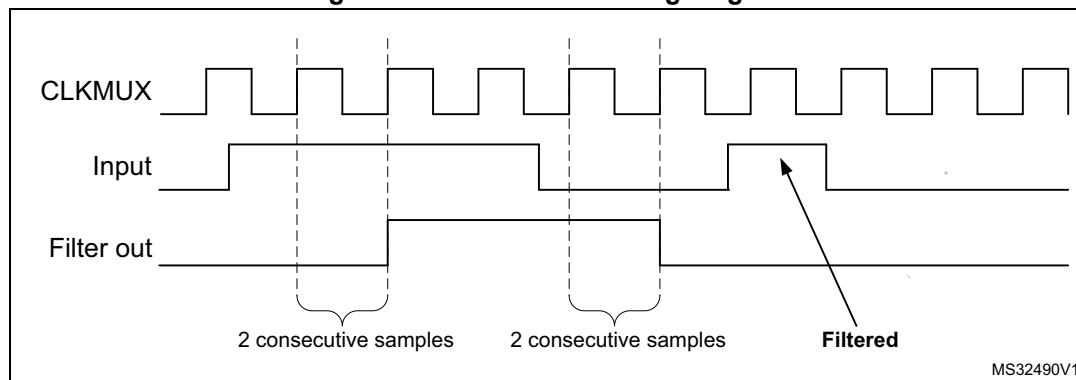 CLKMUX
Input
Filter out
2 consecutive samples
2 consecutive samples
Filtered
MS32490V1